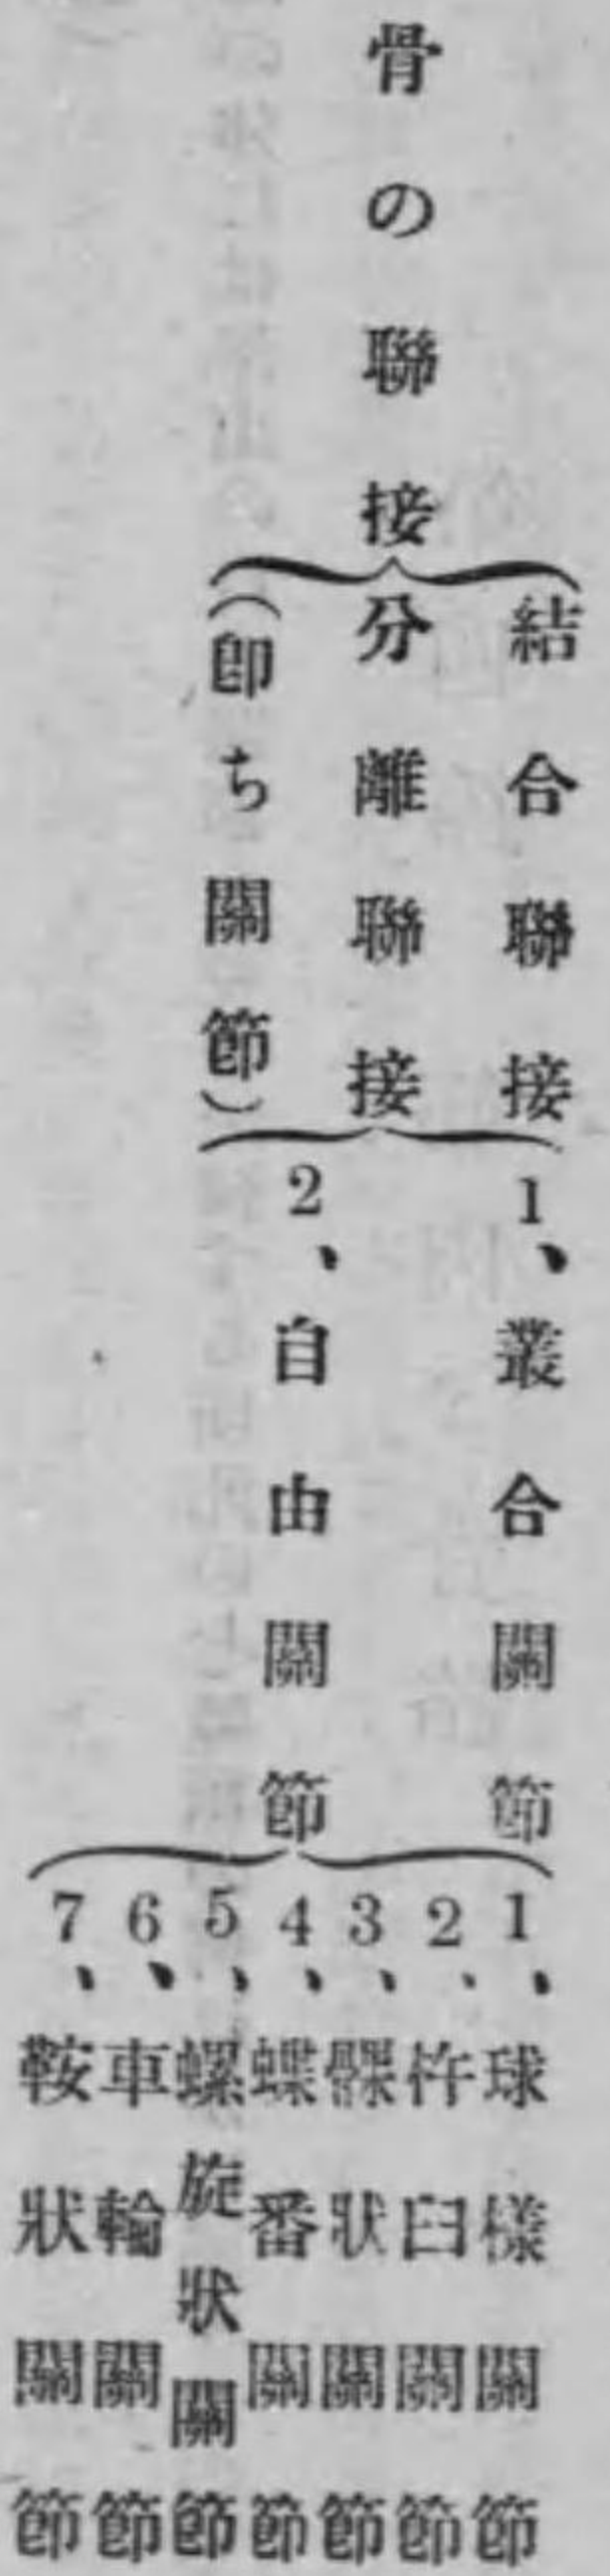 骨の聯接
結合聯接
分離聯接
(卽ち關節)
1、叢合關節
2、自由關節
1、球樣關節
2、杵臼關節
3、髁狀關節
4、蝶番關節
5、螺旋狀關節
6、車輪關節
7、鞍狀關節